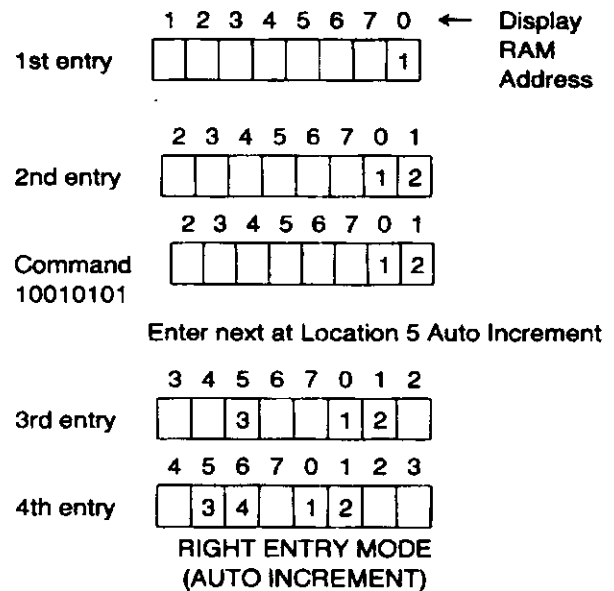 1 2 3 4 5 6 7 0 ← Display
RAM
Address
1st entry 1
2 3 4 5 6 7 0 1
2nd entry 1 2
2 3 4 5 6 7 0 1
Command 1 2
10010101
Enter next at Location 5 Auto Increment
3 4 5 6 7 0 1 2
3rd entry 3 1 2
4 5 6 7 0 1 2 3
4th entry 3 4 1 2
RIGHT ENTRY MODE
(AUTO INCREMENT)